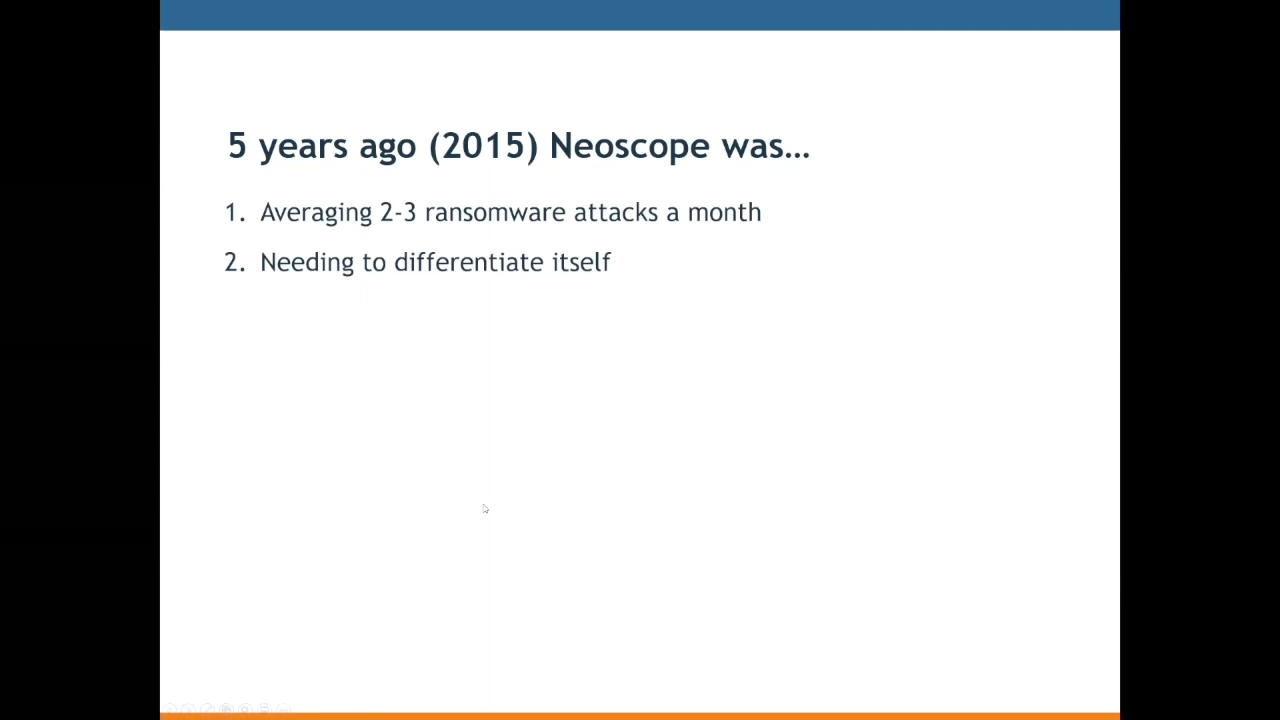 5 years ago (2015) Neoscope was…
1. Averaging 2-3 ransomware attacks a month
2. Needing to differentiate itself